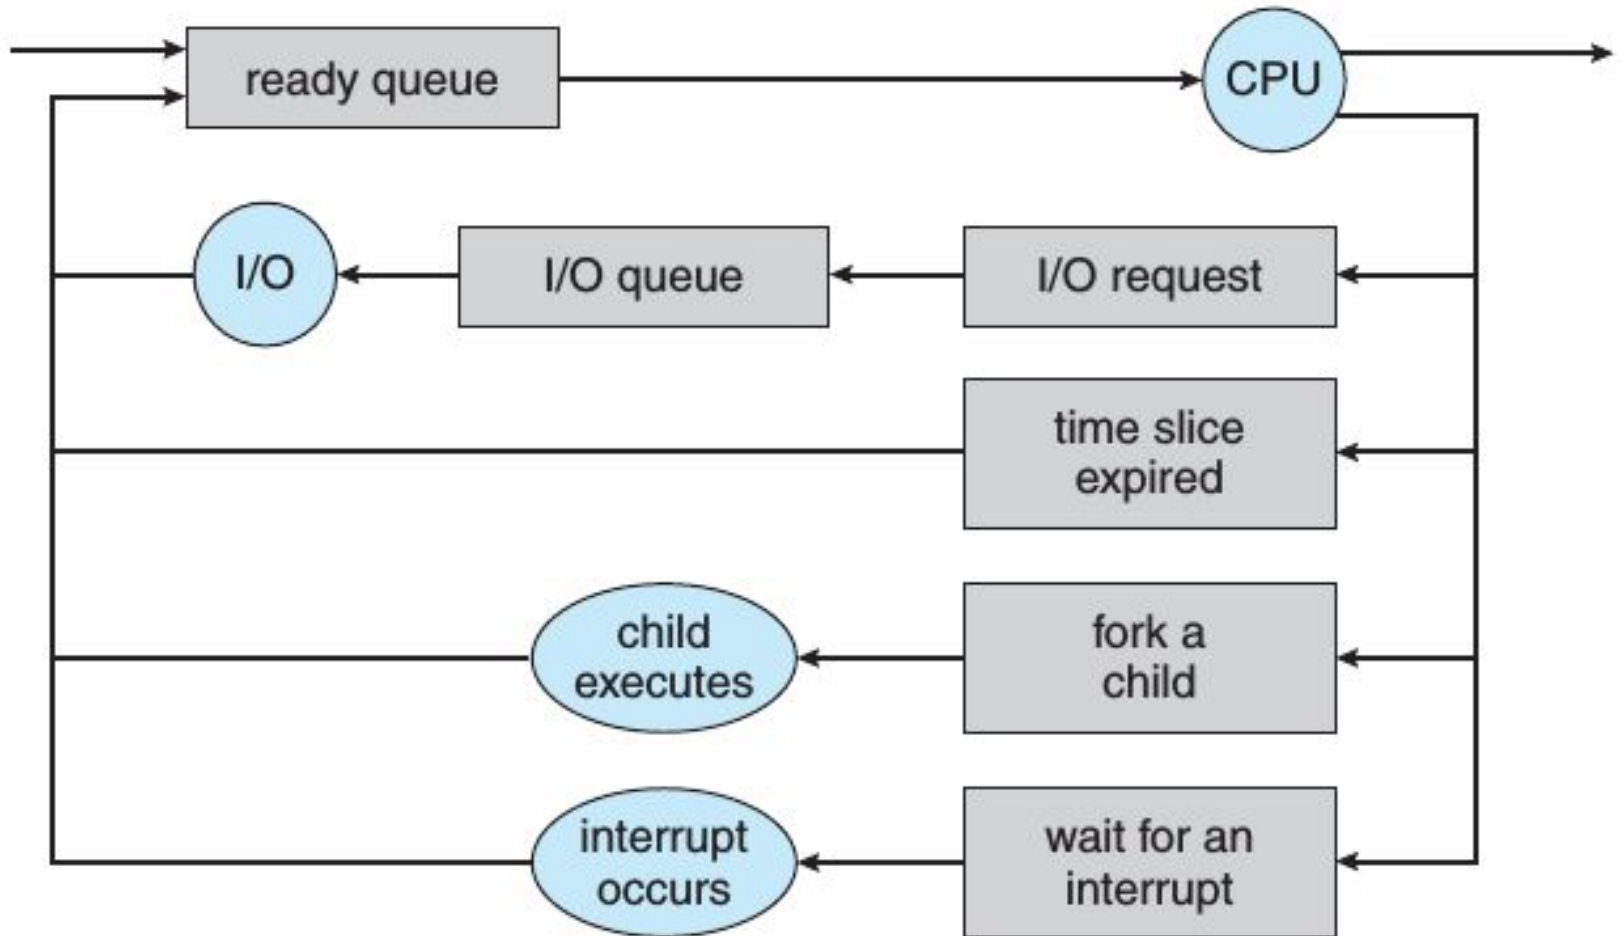 ready queue
CPU
I/O
I/O queue
I/O request
time slice
expired
child
executes
fork a
child
interrupt
occurs
wait for an
interrupt